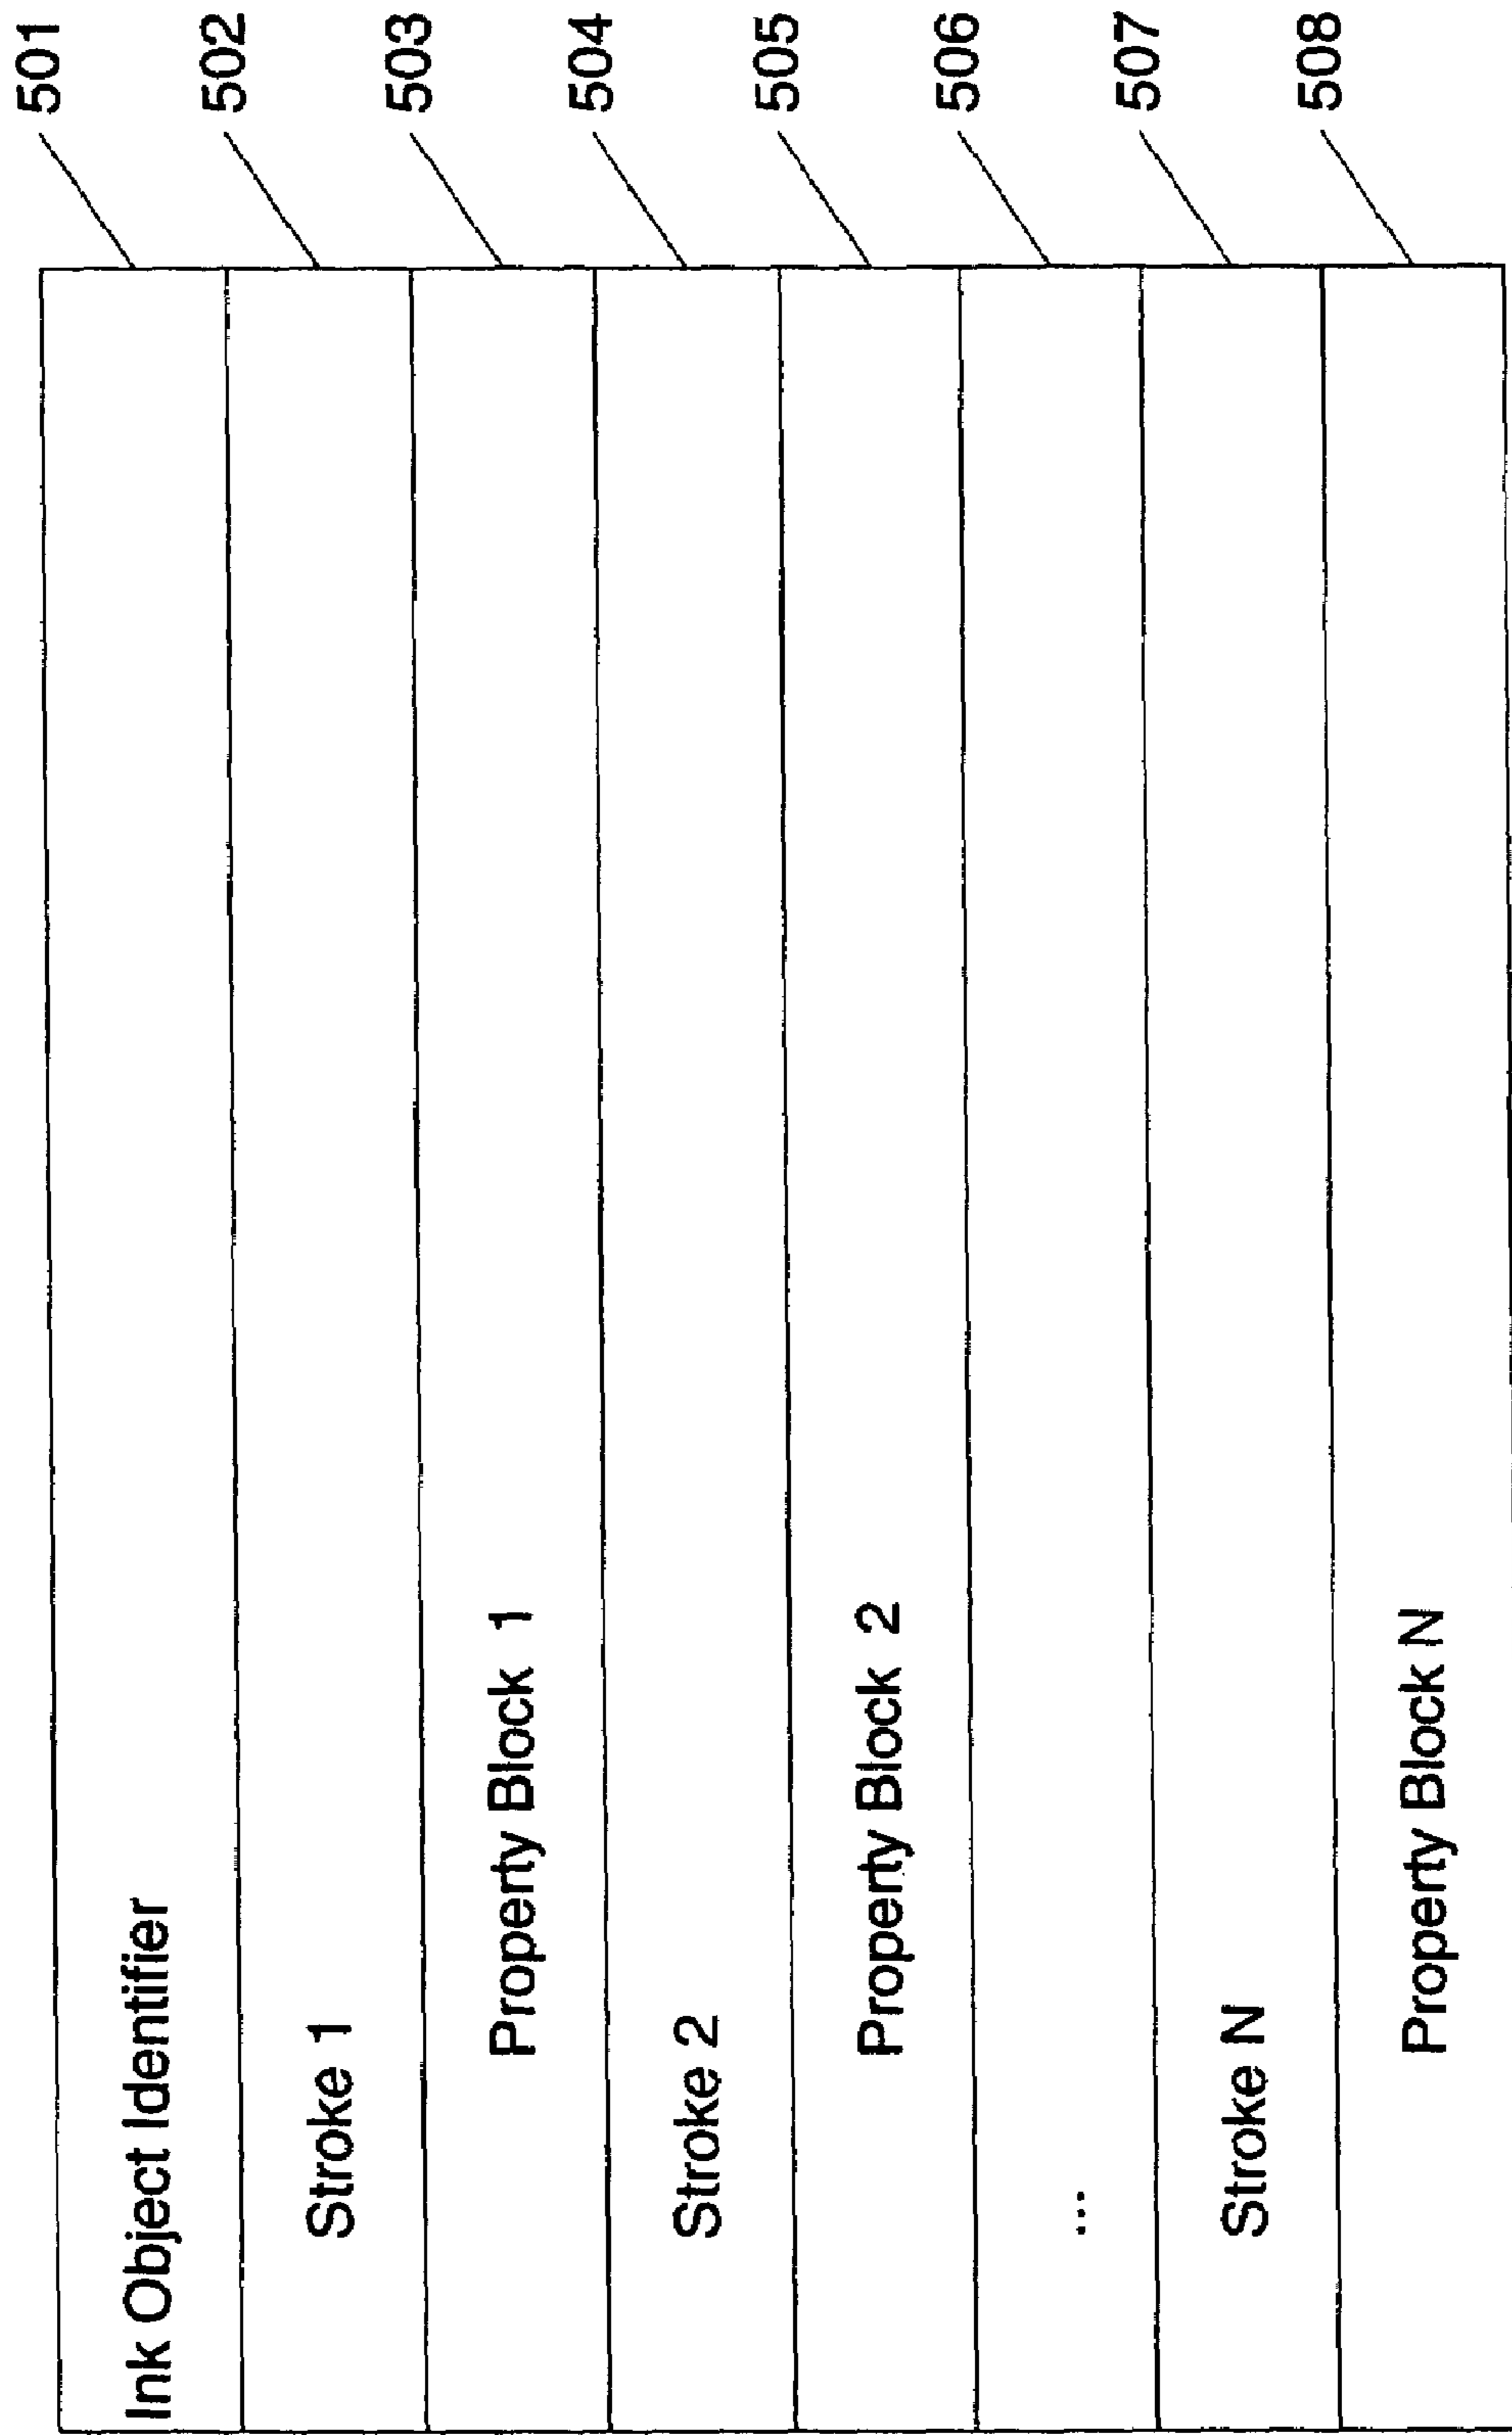 Ink Object Identifier 501
Stroke 1 502
Property Block 1 503
Stroke 2 504
Property Block 2 505
... 506
Stroke N 507
Property Block N 508